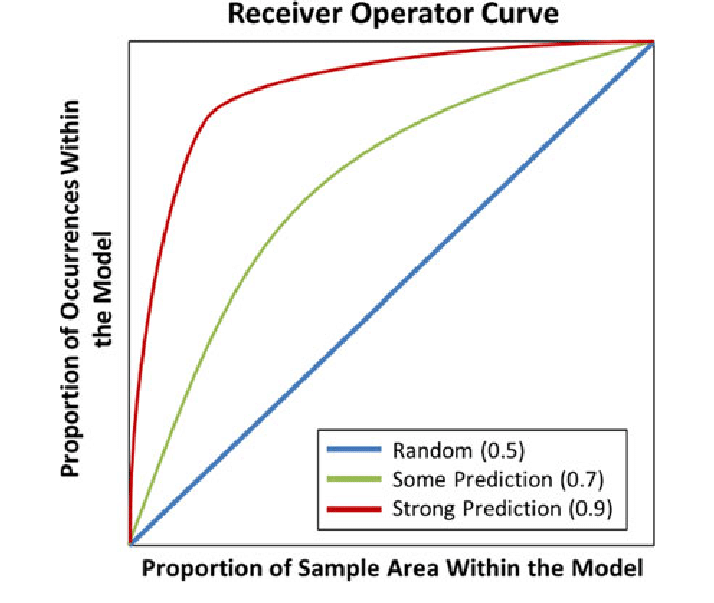 Receiver Operator Curve
Proportion of Occurrences Within
the Model
Random (0.5)
Some Prediction (0.7)
Strong Prediction (0.9)
Proportion of Sample Area Within the Model